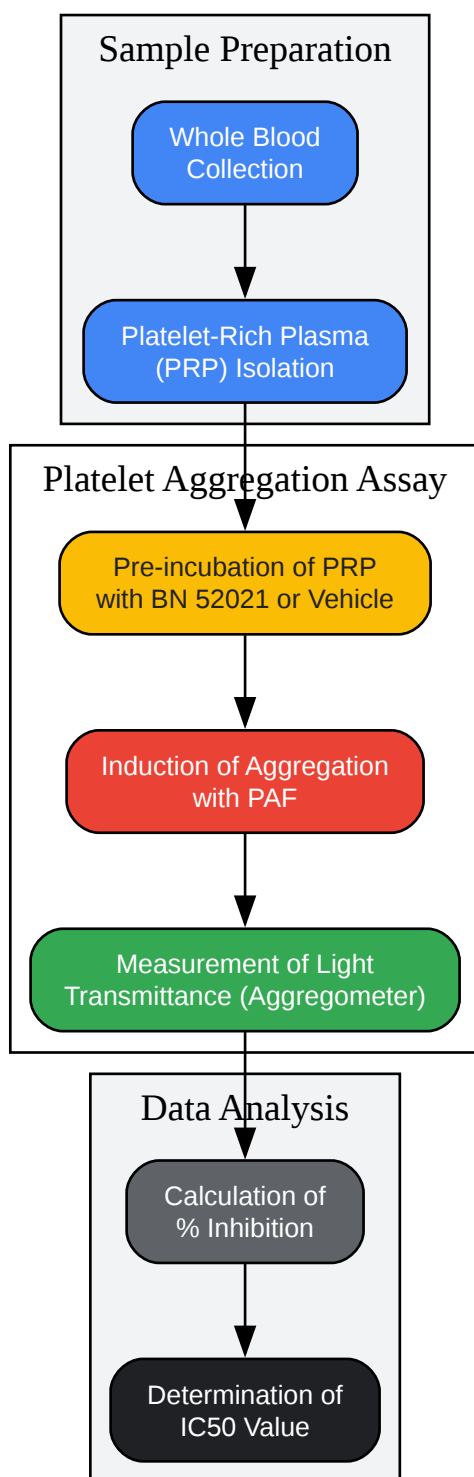 Sample Preparation
Whole Blood
Collection
Platelet-Rich Plasma
(PRP) Isolation
Platelet Aggregation Assay
Pre-incubation of PRP
with BN 52021 or Vehicle
Induction of Aggregation
with PAF
Measurement of Light
Transmittance (Aggregometer)
Data Analysis
Calculation of
% Inhibition
Determination of
IC50 Value